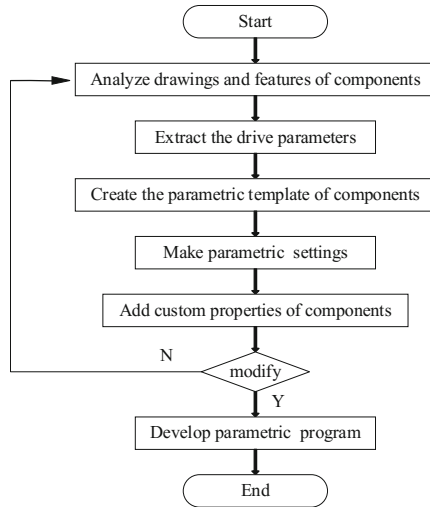 Start
Analyze drawings and features of components
Extract the drive parameters
Create the parametric template of components
Make parametric settings
Add custom properties of components
N
modify
Y
Develop parametric program
End